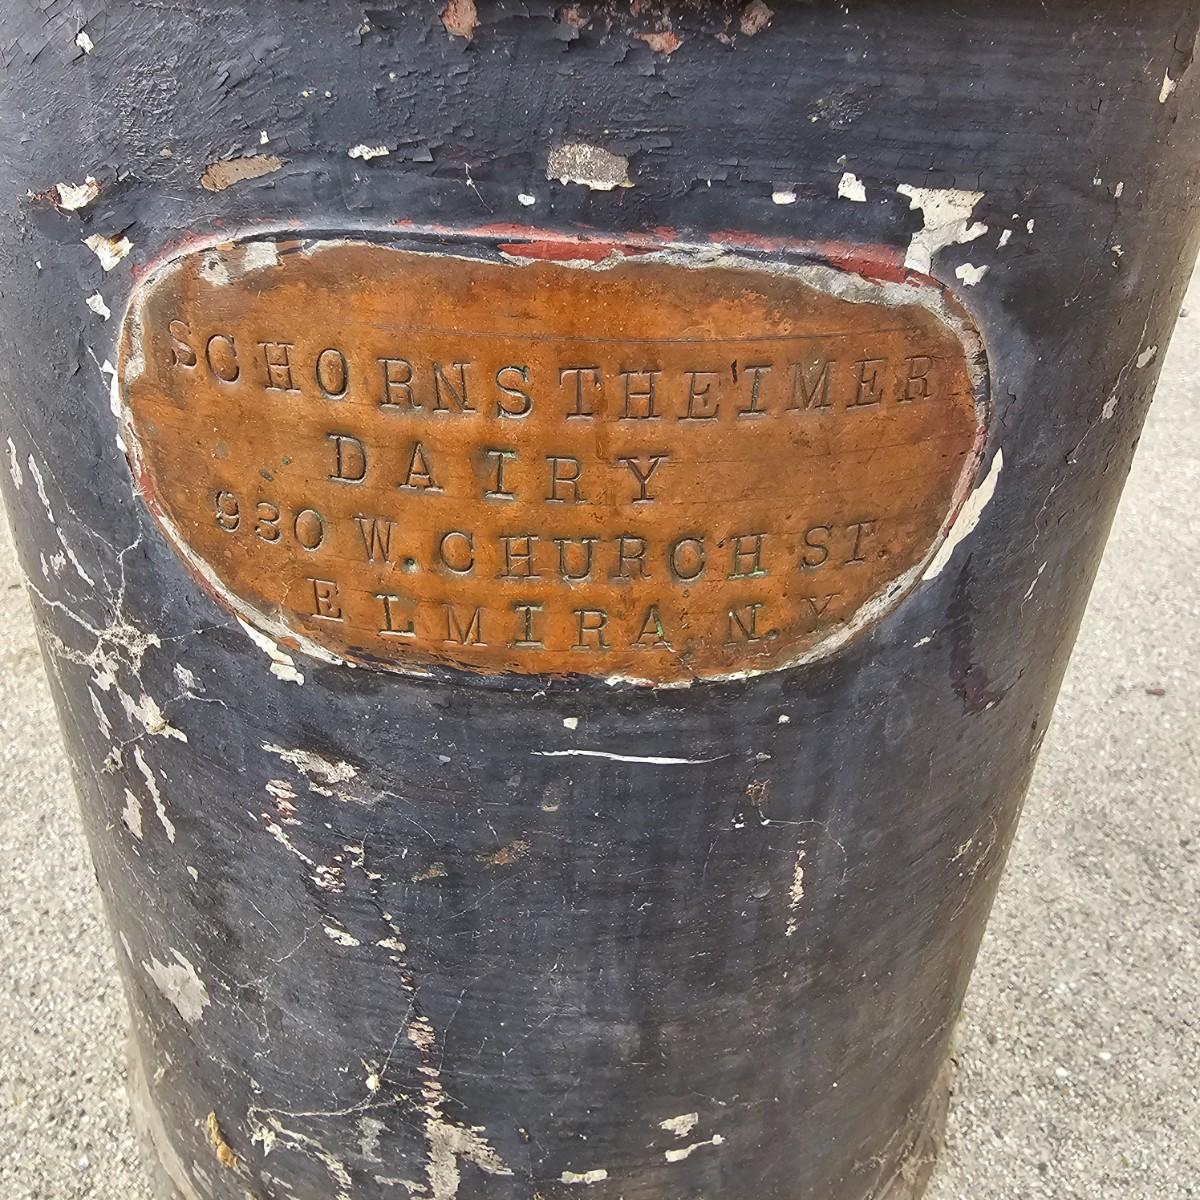 SCHORNSTHEIMER
DAIRY
930 W. CHURCH ST.
ELMIRA N.Y.